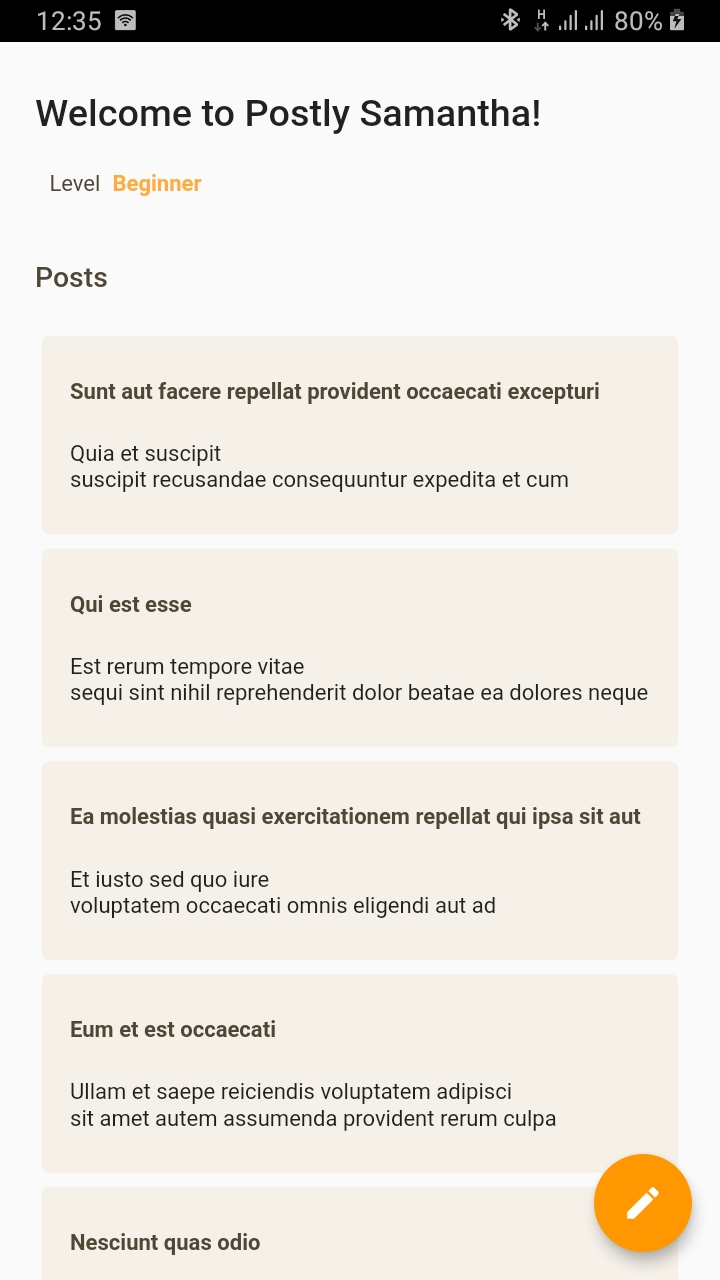 12:35
H
80%
Welcome to Postly Samantha!
Level Beginner
Posts
Sunt aut facere repellat provident occaecati excepturi
Quia et suscipit
suscipit recusandae consequuntur expedita et cum
Qui est esse
Est rerum tempore vitae
sequi sint nihil reprehenderit dolor beatae ea dolores neque
Ea molestias quasi exercitationem repellat qui ipsa sit aut
Et iusto sed quo iure
voluptatem occaecati omnis eligendi aut ad
Eum et est occaecati
Ullam et saepe reiciendis voluptatem adipisci
sit amet autem assumenda provident rerum culpa
Nesciunt quas odio